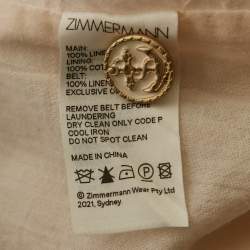 ZIMMERMANN
MAIN:
100% LINE
LINING:
100% COT
BELT:
100% LINE
EXCLUSIVE O
REMOVE BELT BEFORE
LAUNDERING
DRY CLEAN ONLY CODE P
COOL IRON
DO NOT SPOT CLEAN
MADE IN CHINA
© Zimmermann Wear Pty Ltd
2021, Sydney